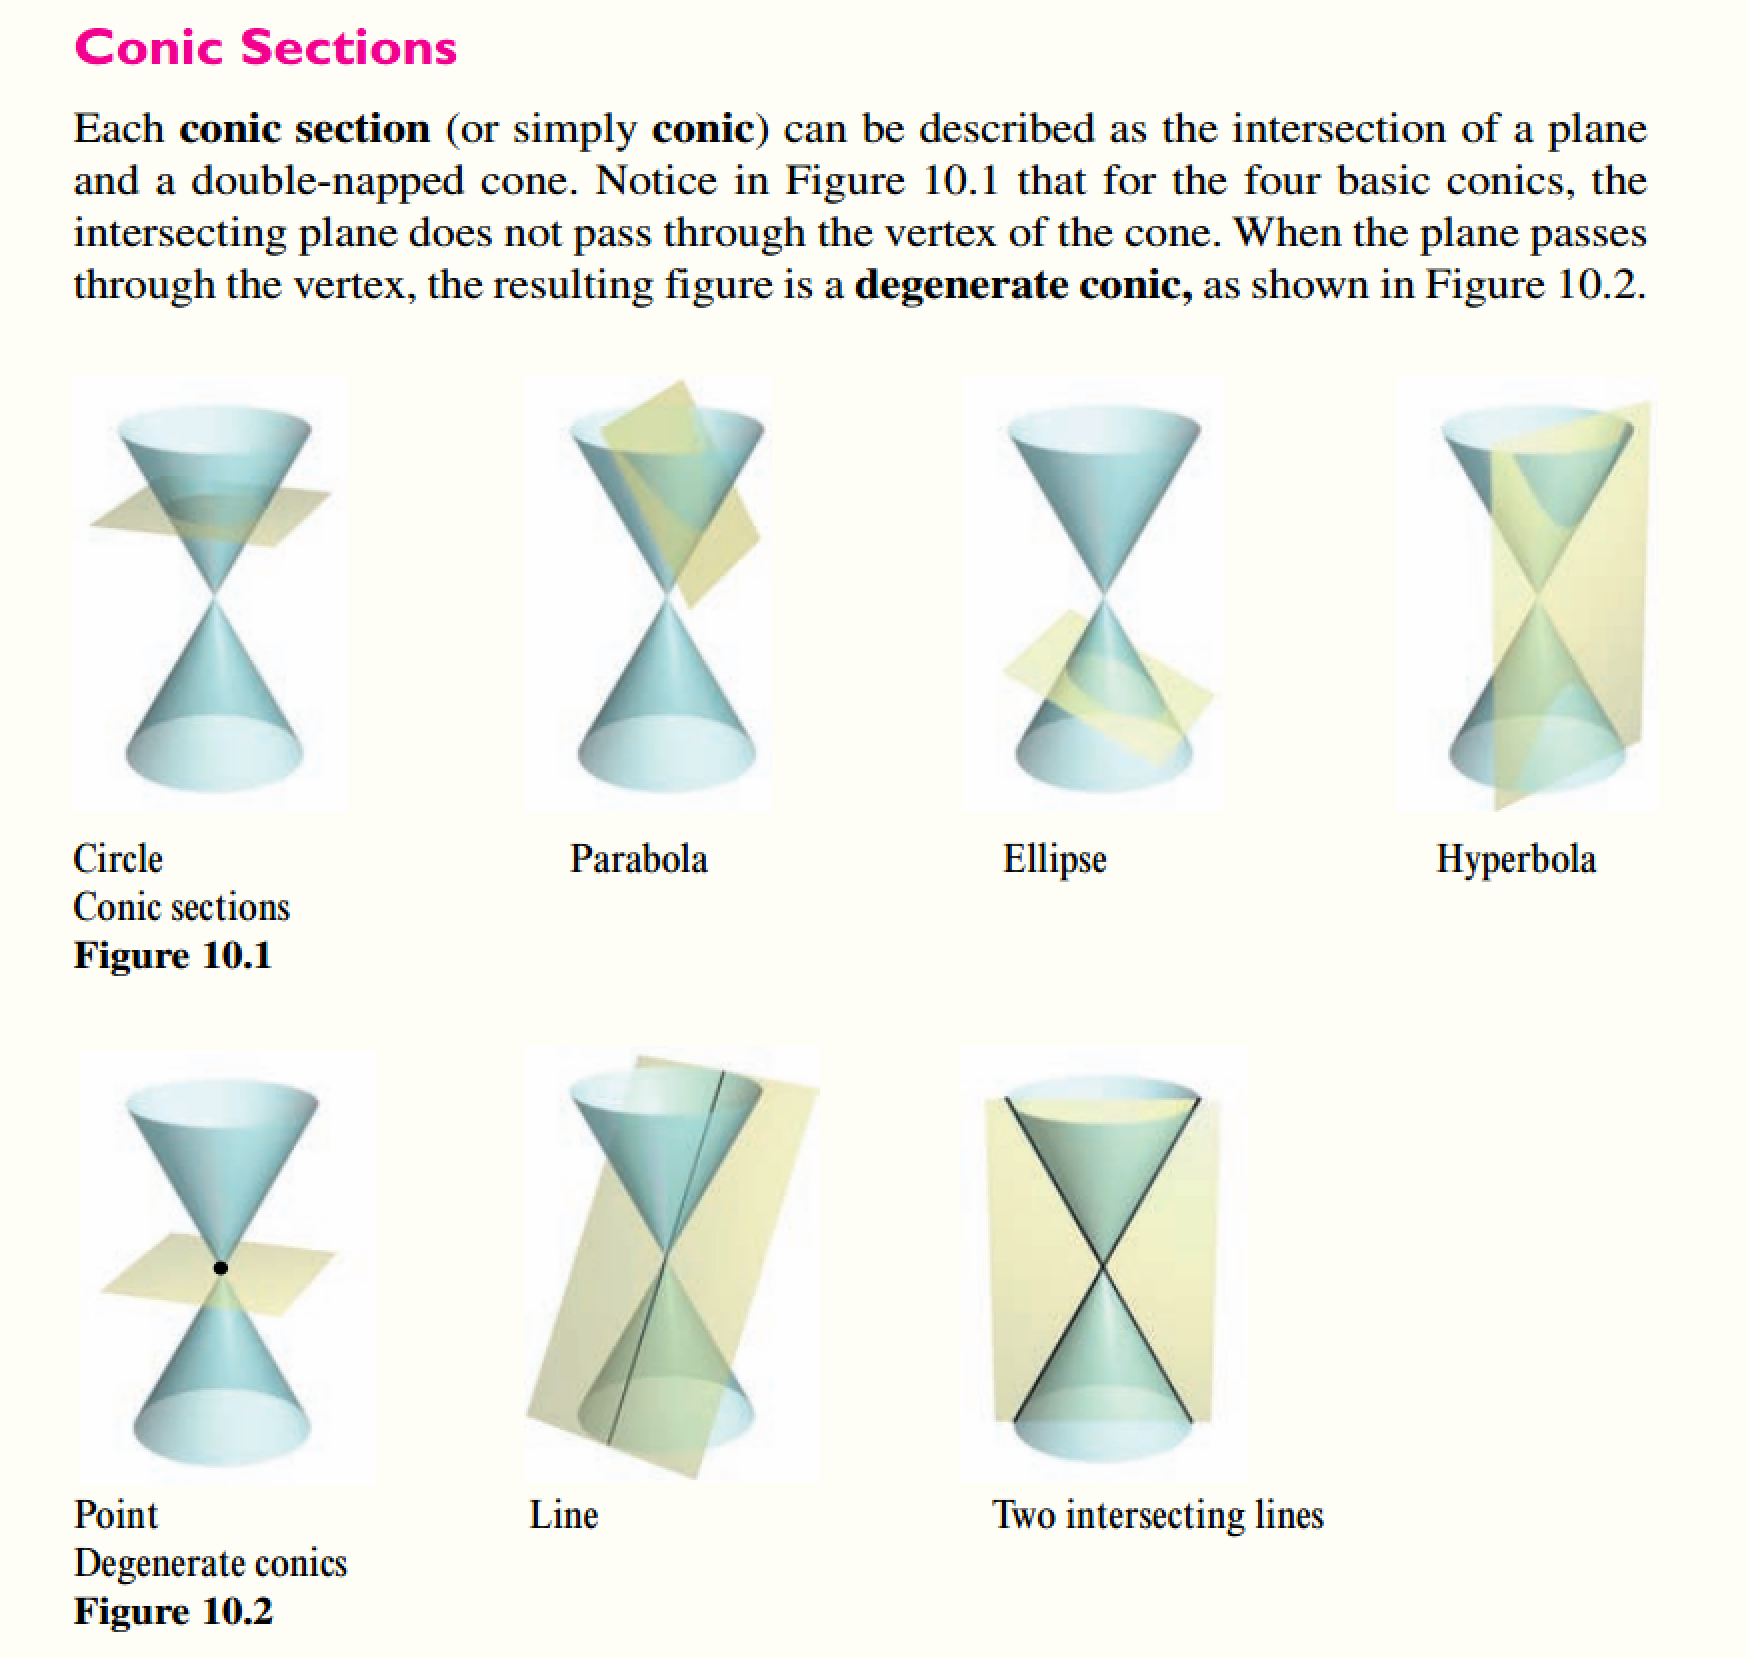 Conic Sections
Each conic section (or simply conic) can be described as the intersection of a plane
and a double-napped cone. Notice in Figure 10.1 that for the four basic conics, the
intersecting plane does not pass through the vertex of the cone. When the plane passes
through the vertex, the resulting figure is a degenerate conic, as shown in Figure 10.2.
Circle Parabola Ellipse Hyperbola
Conic sections
Figure 10.1
Point Line Two intersecting lines
Degenerate conics
Figure 10.2